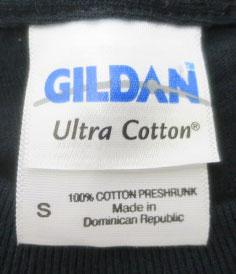 GILDAN
Ultra Cotton®
S
100% COTTON PRESHRUNK
Made in
Dominican Republic